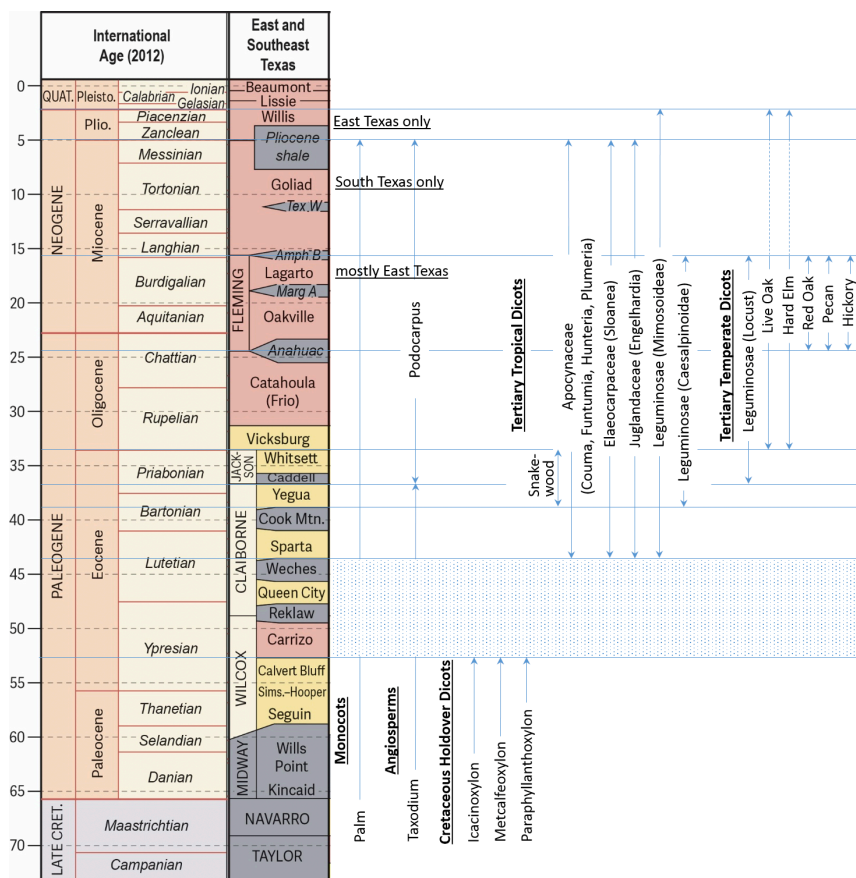 International
Age (2012)
East and
Southeast
Texas
0
5
10
15
20
25
30
35
40
45
50
55
60
65
70
QUAT.
NEOGENE
PALEOGENE
LATE CRET.
Pleisto.
Plio.
Miocene
Oligocene
Eocene
Paleocene
Ionian
Calabrian
Gelasian
Piacenzian
Zanclean
Messinian
Tortonian
Serravallian
Langhian
Burdigalian
Aquitanian
Chattian
Rupelian
Priabonian
Bartonian
Lutetian
Ypresian
Thanetian
Selandian
Danian
Maastrichtian
Campanian
FLEMING
JACK-
SON
CLAIBORNE
WILCOX
MIDWAY
Beaumont
Lissie
Willis
Pliocene
shale
Goliad
Tex W
Amph B
Lagarto
Marg A
Oakville
Anahuac
Catahoula
(Frio)
Vicksburg
Whitsett
Caddell
Yegua
Cook Mtn.
Sparta
Weches
Queen City
Reklaw
Carrizo
Calvert Bluff
Sims.–Hooper
Seguin
Wills
Point
Kincaid
NAVARRO
TAYLOR
East Texas only
South Texas only
mostly East Texas
Monocots
Palm
Angiosperms
Podocarpus
Taxodium
Cretaceous Holdover Dicots
Icacinoxylon
Metcalfeoxylon
Paraphyllanthoxylon
Tertiary Tropical Dicots
Snake-
wood
Apocynaceae
(Couma, Funtumia, Hunteria, Plumeria)
Elaeocarpaceae (Sloanea)
Juglandaceae (Engelhardia)
Leguminosae (Mimosoideae)
Leguminosae (Caesalpinoidae)
Tertiary Temperate Dicots
Leguminosae (Locust)
Live Oak
Hard Elm
Red Oak
Pecan
Hickory